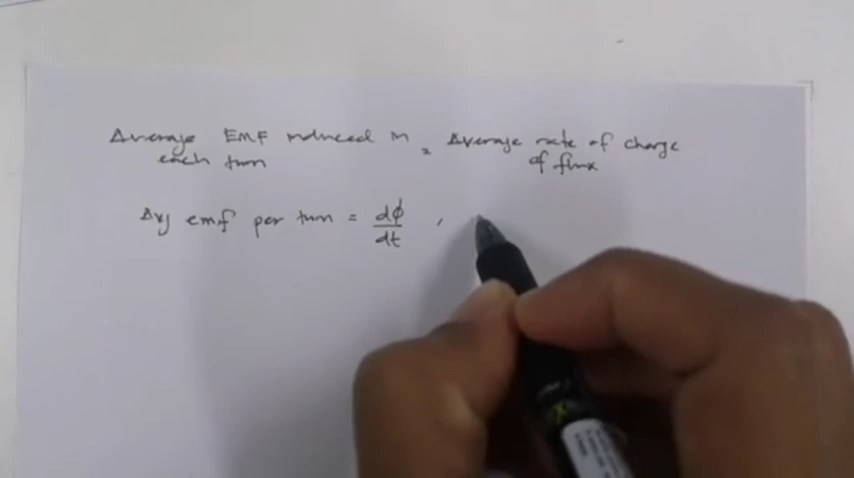 Average EMF induced in = Average rate of change
each turn of flux
Avg emf per turn = dϕ/dt ,